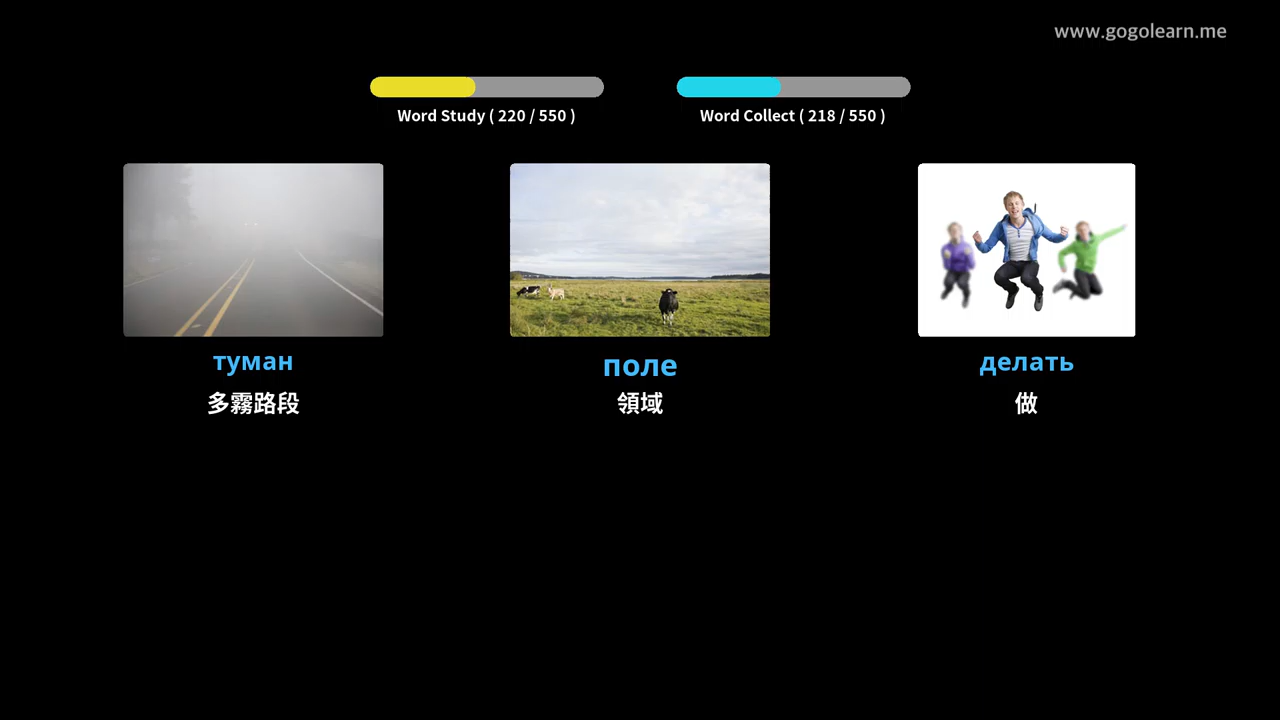 www.gogolearn.me
Word Study ( 220 / 550 )
Word Collect ( 218 / 550 )
туман
поле
делать
多霧路段
領域
做